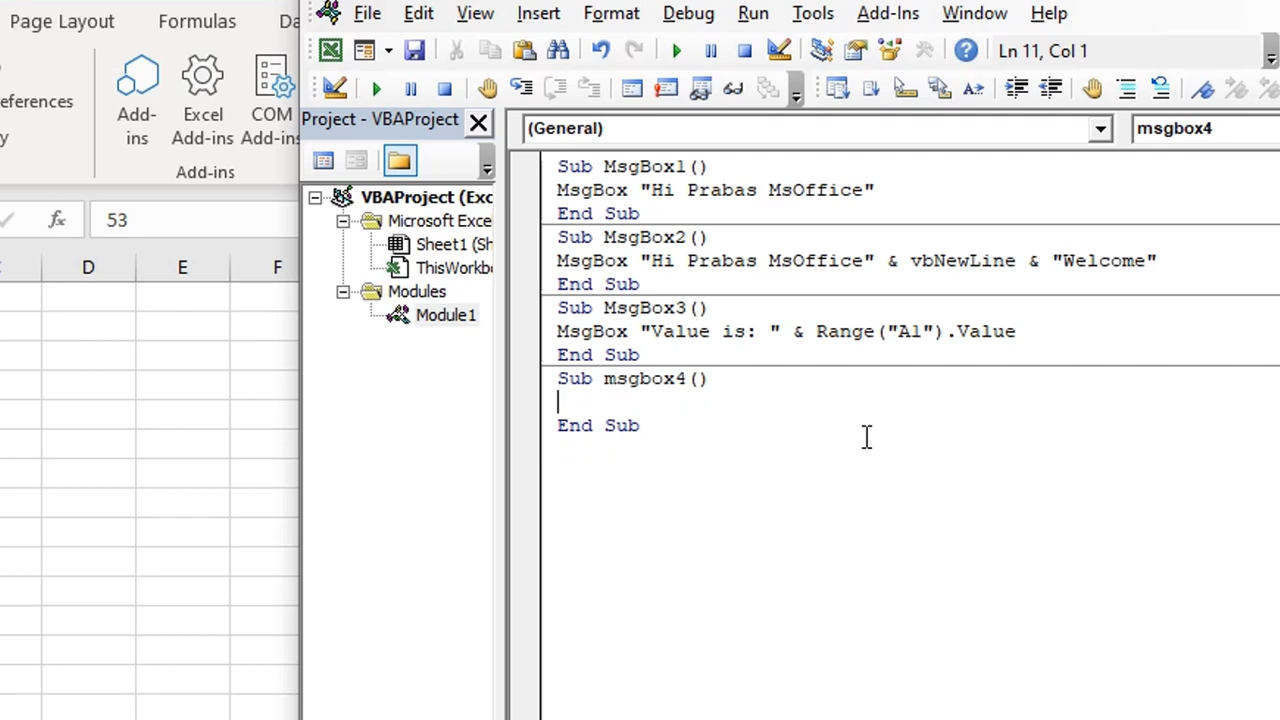 Page Layout Formulas Da
File Edit View Insert Format Debug Run Tools Add-Ins Window Help
Ln 11, Col 1
eferences
y
Add-ins
Excel Add-ins
COM Add-ins
Add-ins
fx 53
C D E F
Project - VBAProject
VBAProject (Exc
Microsoft Exce
Sheet1 (Sh
ThisWorkb
Modules
Module1
(General) msgbox4
Sub MsgBox1()
MsgBox "Hi Prabas MsOffice"
End Sub
Sub MsgBox2()
MsgBox "Hi Prabas MsOffice" & vbNewLine & "Welcome"
End Sub
Sub MsgBox3()
MsgBox "Value is: " & Range("A1").Value
End Sub
Sub msgbox4()
End Sub